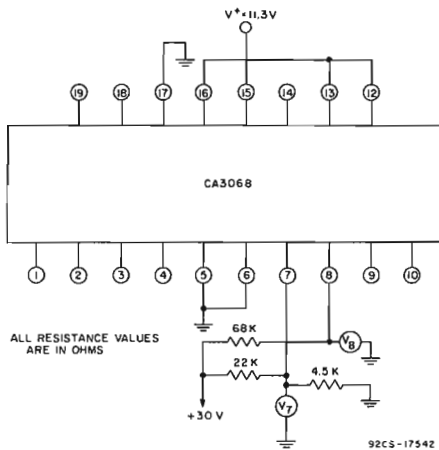 V⁺=11.3V
19 18 17 16 15 14 13 12
CA3068
1 2 3 4 5 6 7 8 9 10
ALL RESISTANCE VALUES
ARE IN OHMS
68K
V8
22K
4.5K
+30V
V7
92CS-17542